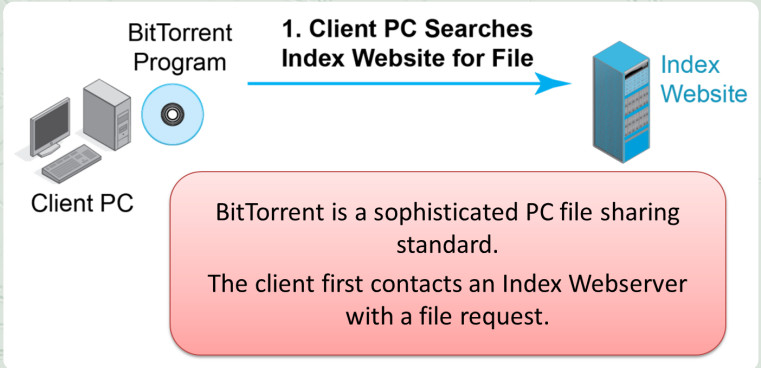 BitTorrent
Program
1. Client PC Searches
Index Website for File
Index
Website
Client PC
BitTorrent is a sophisticated PC file sharing
standard.
The client first contacts an Index Webserver
with a file request.